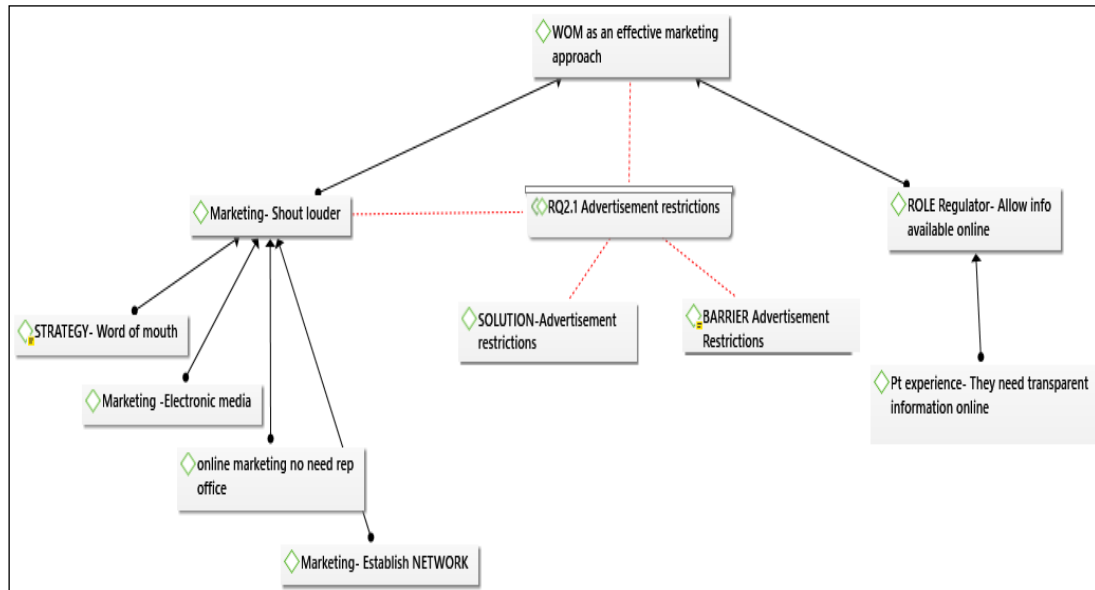 WOM as an effective marketing
approach
Marketing- Shout louder
RQ2.1 Advertisement restrictions
ROLE Regulator- Allow info
available online
STRATEGY- Word of mouth
SOLUTION-Advertisement
restrictions
BARRIER Advertisement
Restrictions
Marketing -Electronic media
Pt experience- They need transparent
information online
online marketing no need rep
office
Marketing- Establish NETWORK